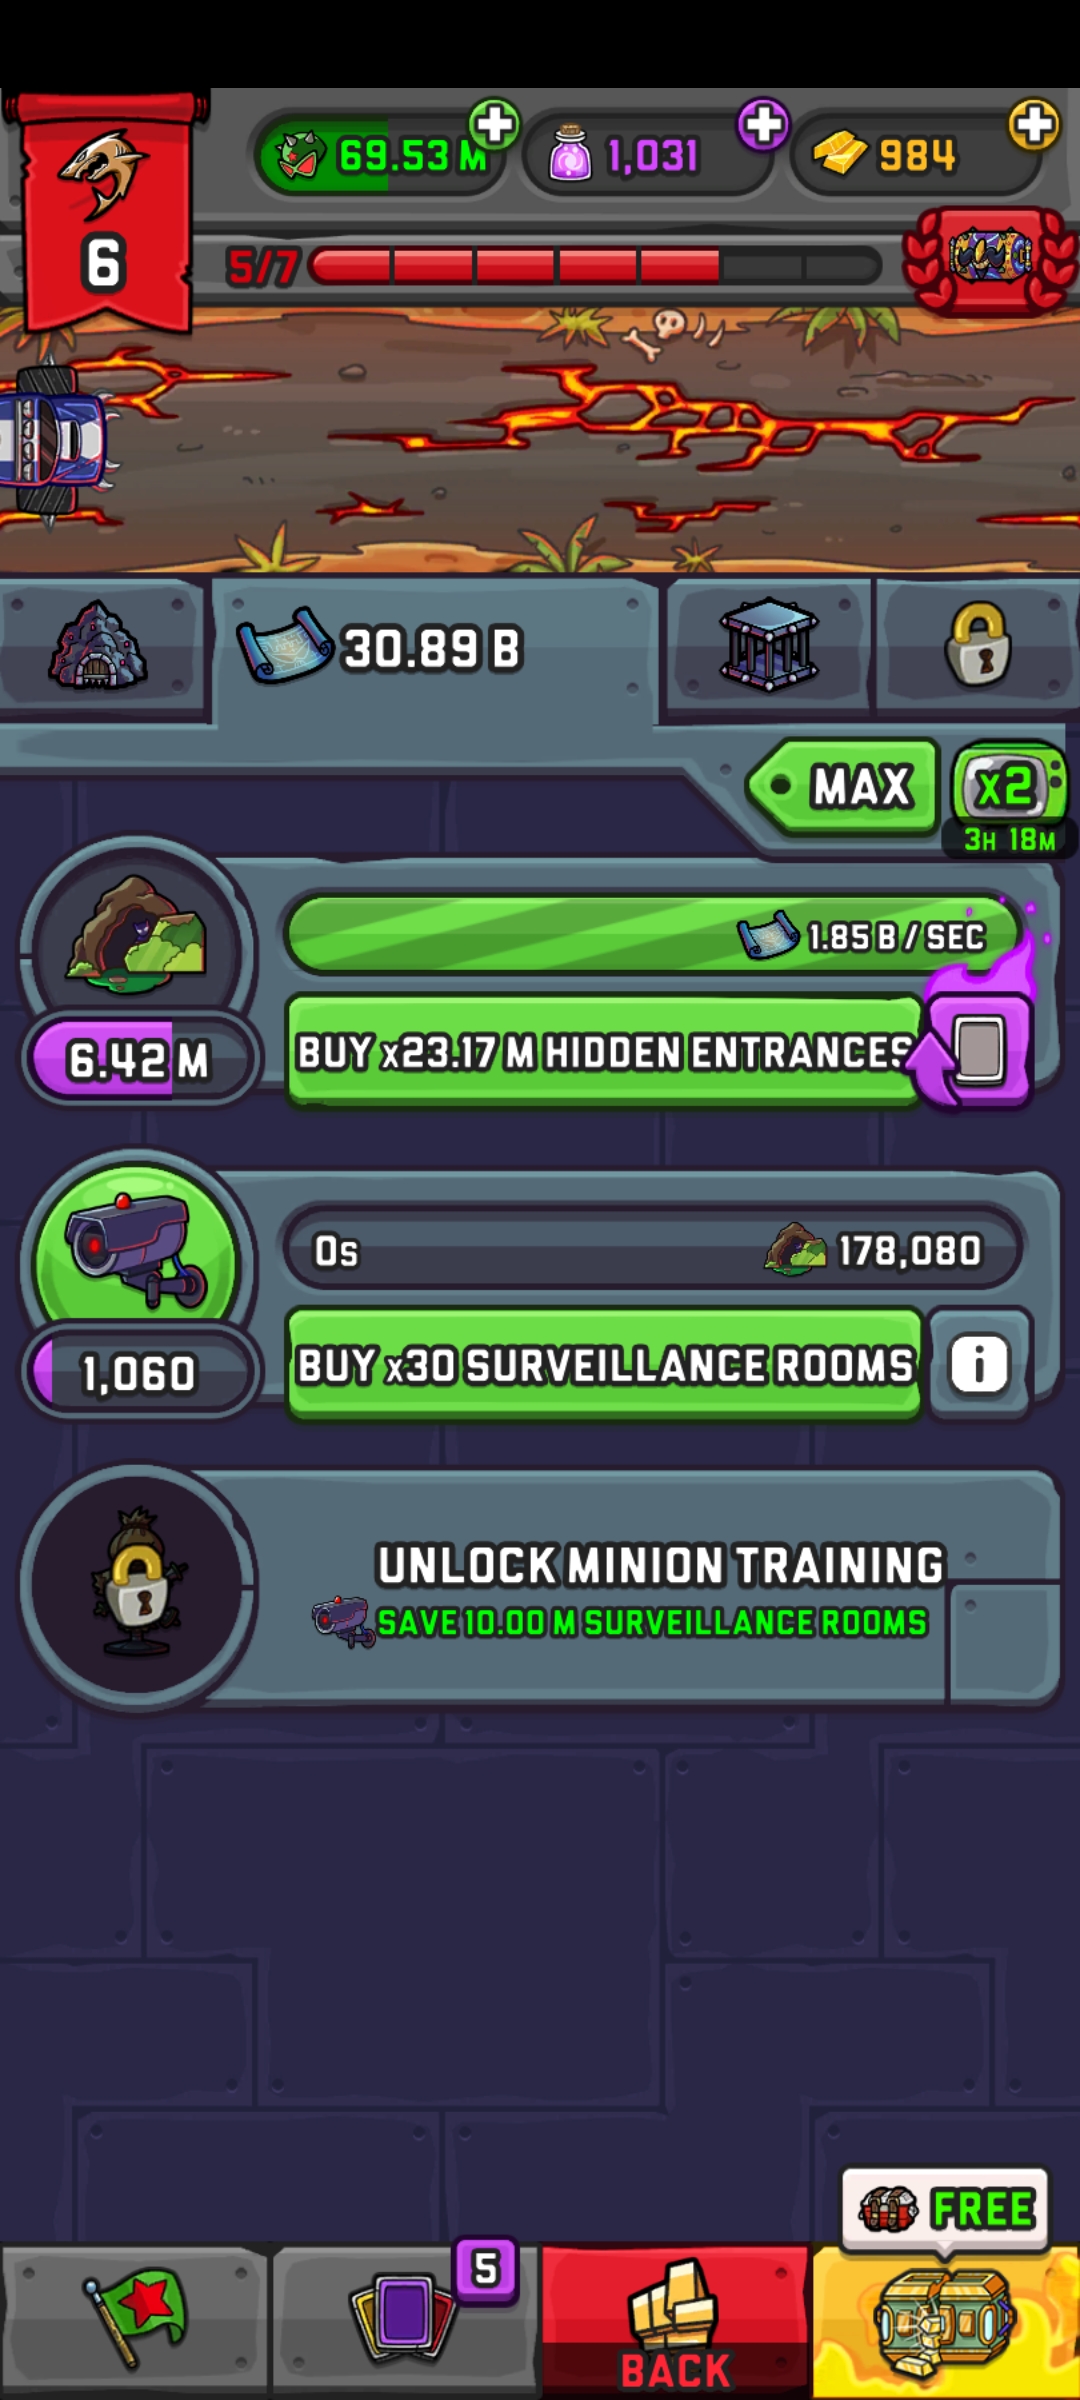 69.53 M
1,031
984
6
5/7
30.89 B
MAX
x2
3H 18M
1.85 B / SEC
6.42 M
BUY x23.17 M HIDDEN ENTRANCES
0s
178,080
1,060
BUY x30 SURVEILLANCE ROOMS
i
UNLOCK MINION TRAINING
SAVE 10.00 M SURVEILLANCE ROOMS
FREE
5
BACK